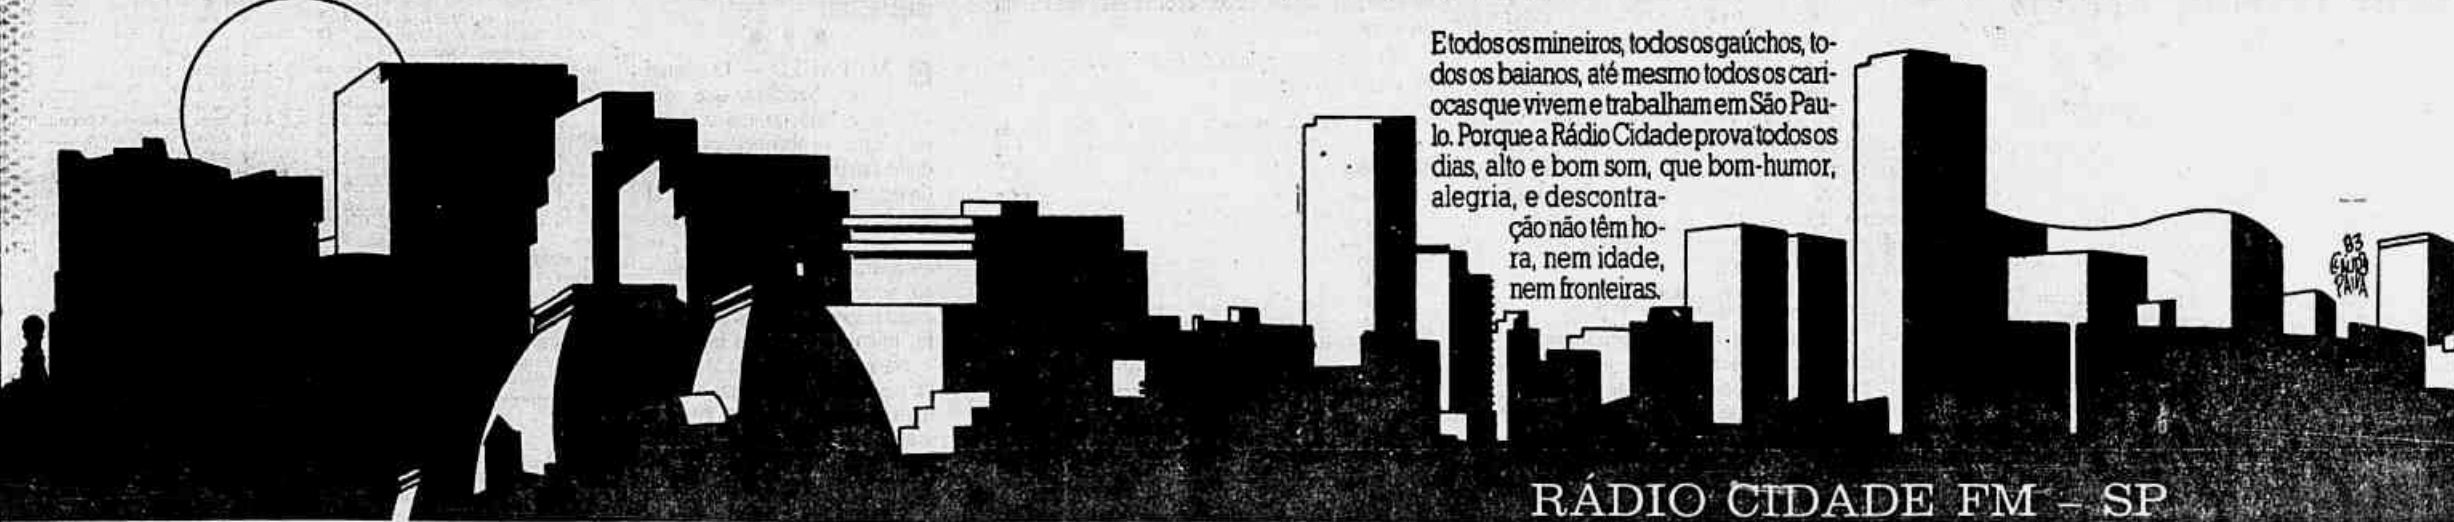 E todos os mineiros, todos os gaúchos, to-
dos os baianos, até mesmo todos os cari-
ocas que vivem e trabalham em São Pau-
lo. Porque a Rádio Cidade prova todos os
dias, alto e bom som, que bom-humor,
alegria, e descontra-
ção não têm ho-
ra, nem idade,
nem fronteiras.
83
PAIVA
RÁDIO CIDADE FM – SP